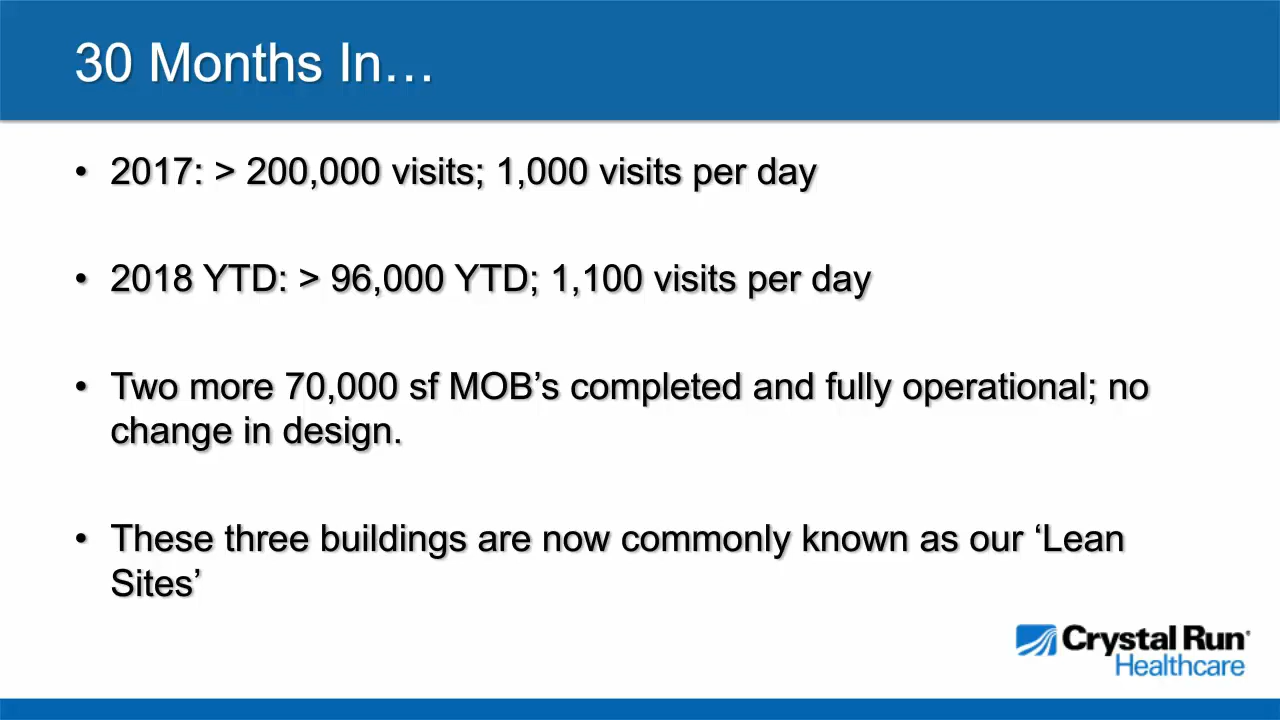 30 Months In…
• 2017: > 200,000 visits; 1,000 visits per day
• 2018 YTD: > 96,000 YTD; 1,100 visits per day
• Two more 70,000 sf MOB’s completed and fully operational; no
change in design.
• These three buildings are now commonly known as our ‘Lean
Sites’
Crystal Run
Healthcare